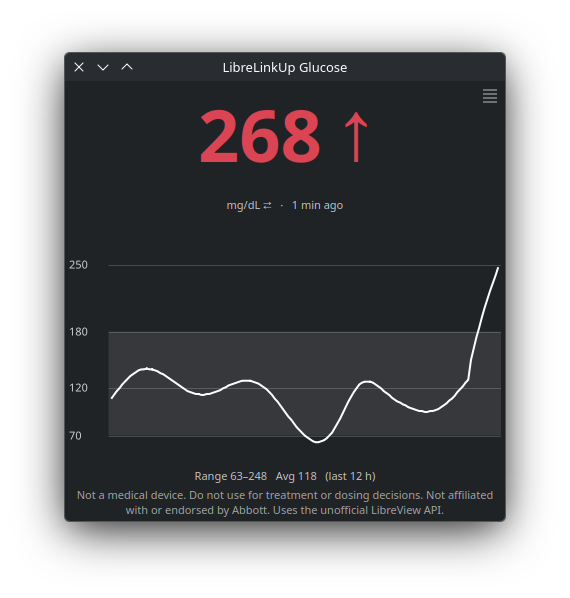 LibreLinkUp Glucose
268 ↑
mg/dL ⇄ · 1 min ago
250
180
120
70
Range 63–248 Avg 118 (last 12 h)
Not a medical device. Do not use for treatment or dosing decisions. Not affiliated
with or endorsed by Abbott. Uses the unofficial LibreView API.